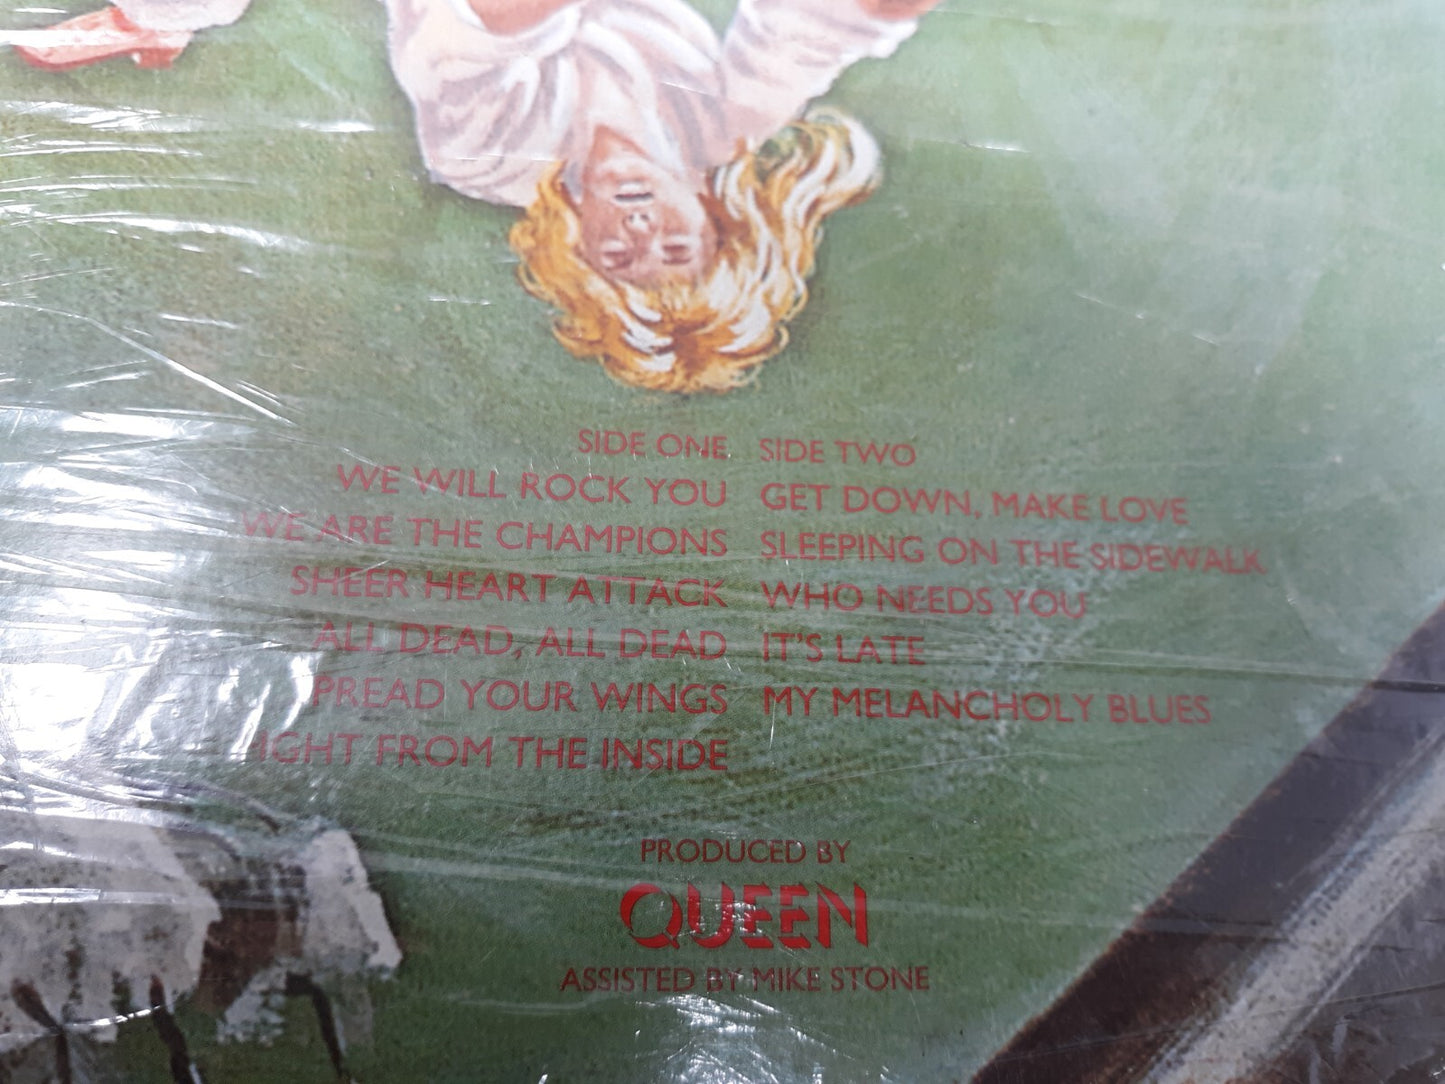 SIDE ONE
WE WILL ROCK YOU
WE ARE THE CHAMPIONS
SHEER HEART ATTACK
ALL DEAD, ALL DEAD
PREAD YOUR WINGS
IGHT FROM THE INSIDE
SIDE TWO
GET DOWN, MAKE LOVE
SLEEPING ON THE SIDEWALK
WHO NEEDS YOU
IT'S LATE
MY MELANCHOLY BLUES
PRODUCED BY
QUEEN
ASSISTED BY MIKE STONE